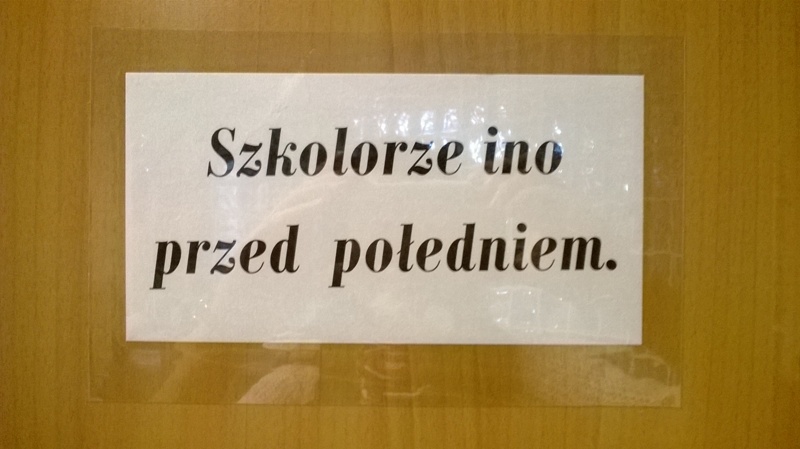 Szkolorze ino
przed połedniem.